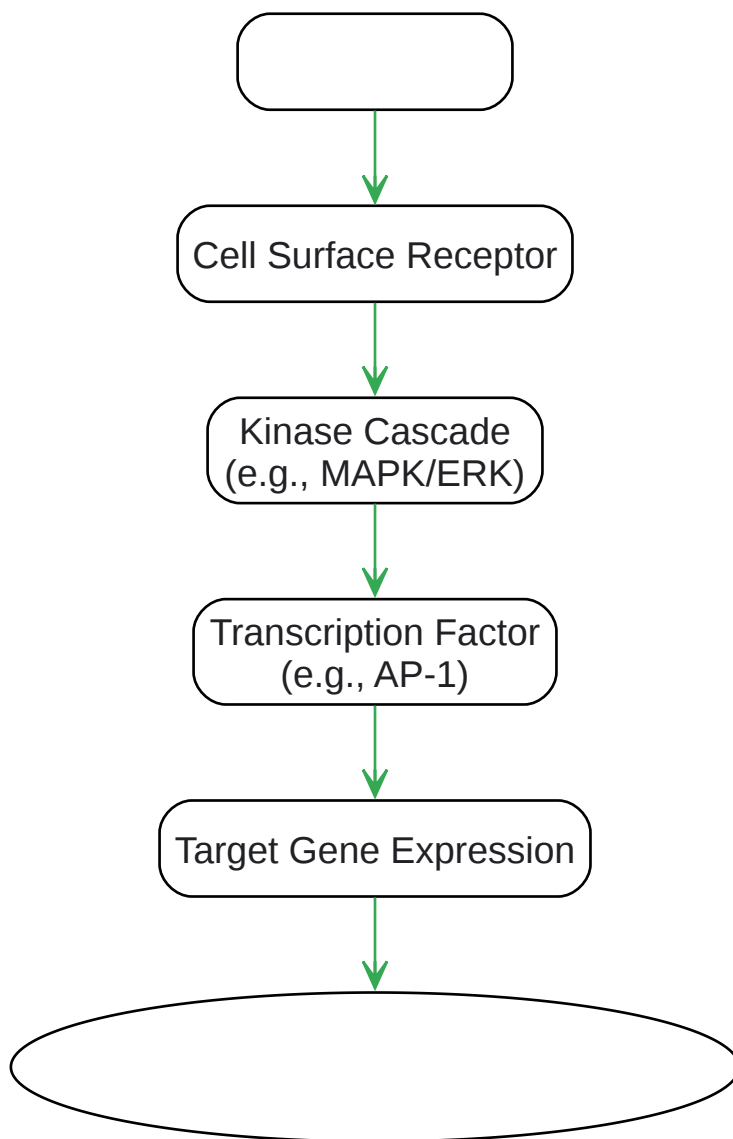 Cell Surface Receptor
Kinase Cascade
(e.g., MAPK/ERK)
Transcription Factor
(e.g., AP-1)
Target Gene Expression